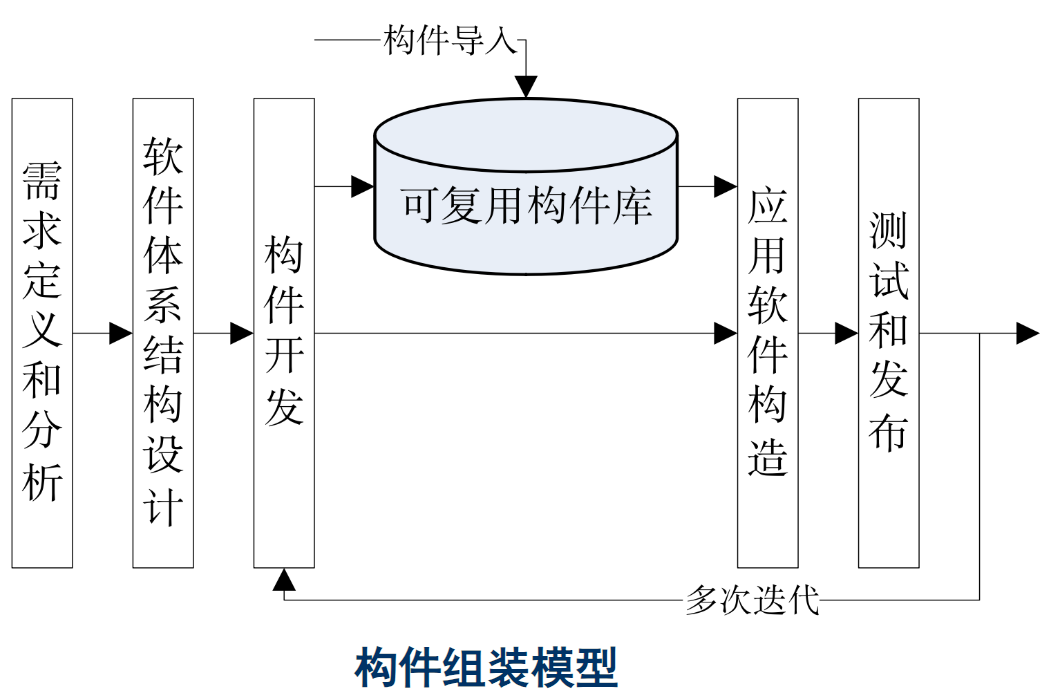 构件导入
需求定义和分析
软件体系结构设计
构件开发
可复用构件库
应用软件构造
测试和发布
多次迭代
构件组装模型